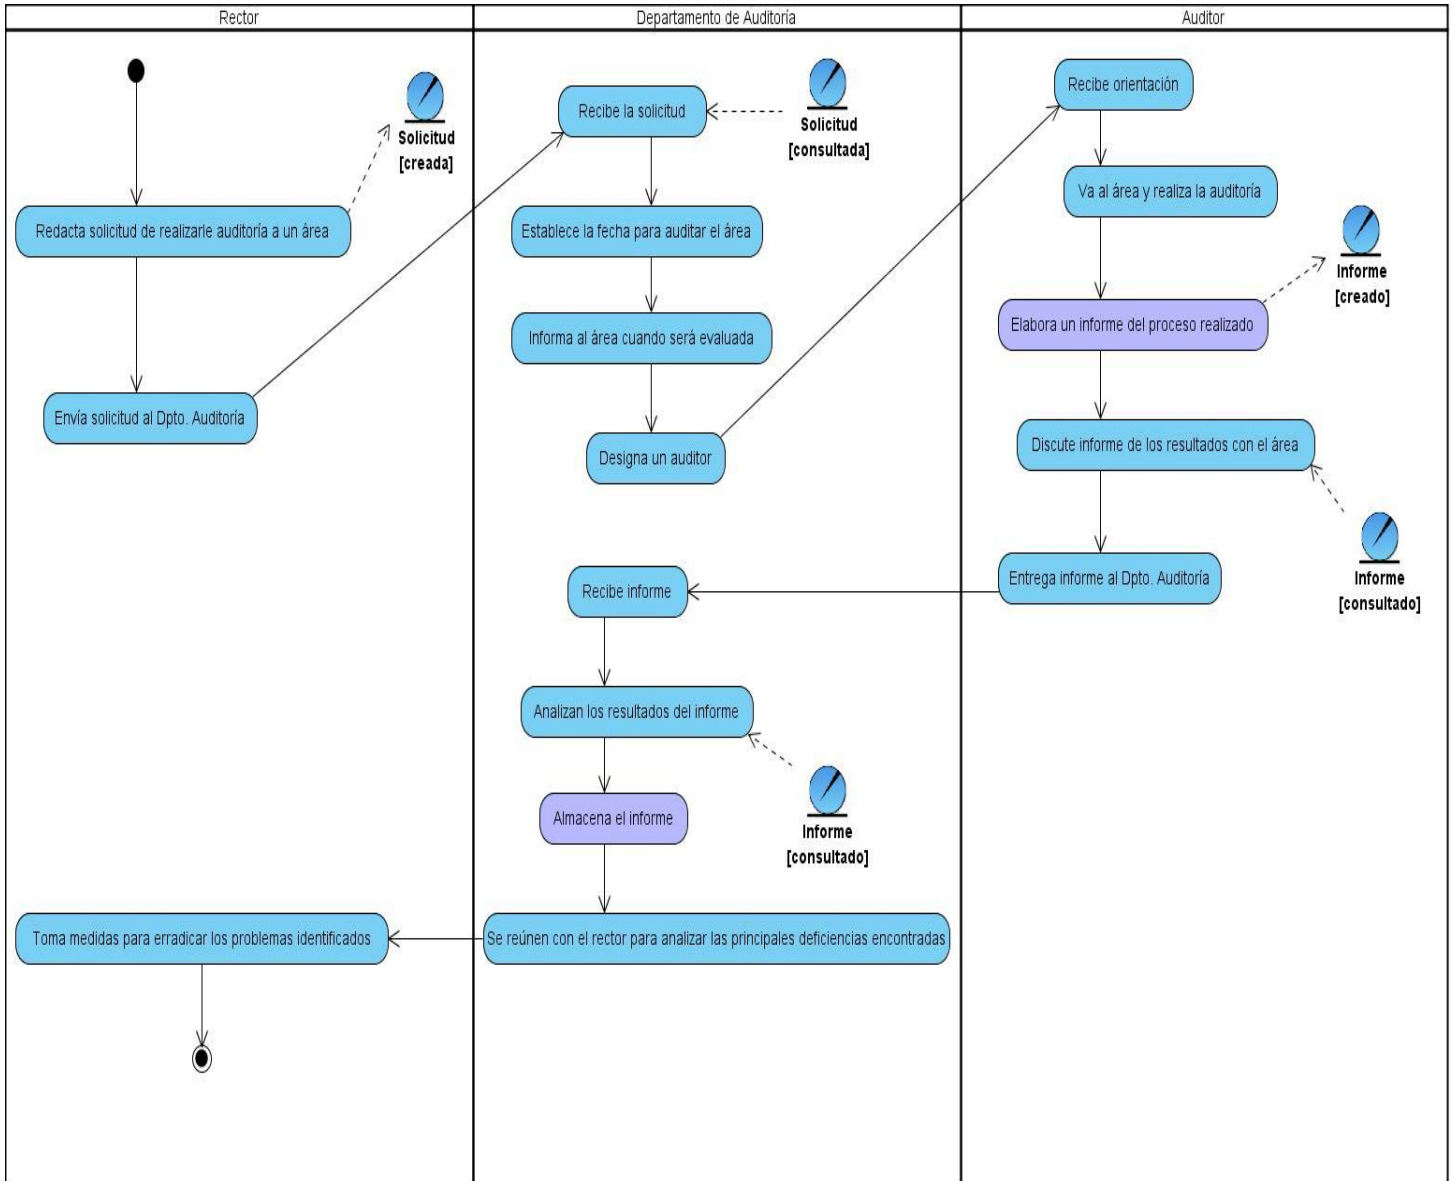 Rector
Departamento de Auditoría
Auditor
Solicitud
[creada]
Redacta solicitud de realizarle auditoría a un área
Envía solicitud al Dpto. Auditoría
Recibe la solicitud
Solicitud
[consultada]
Establece la fecha para auditar el área
Informa al área cuando será evaluada
Designa un auditor
Recibe orientación
Va al área y realiza la auditoría
Informe
[creado]
Elabora un informe del proceso realizado
Discute informe de los resultados con el área
Informe
[consultado]
Entrega informe al Dpto. Auditoría
Recibe informe
Analizan los resultados del informe
Informe
[consultado]
Almacena el informe
Se reúnen con el rector para analizar las principales deficiencias encontradas
Toma medidas para erradicar los problemas identificados